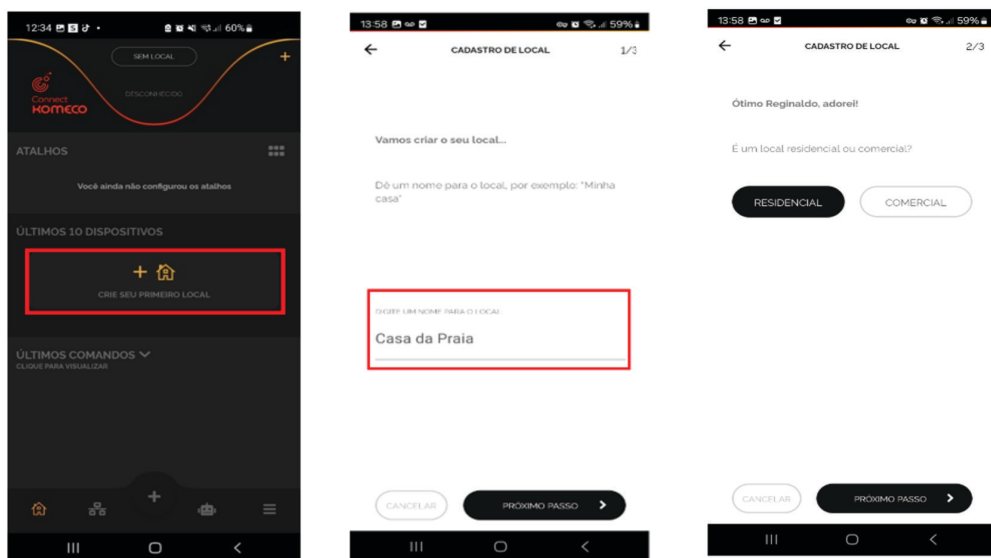 12:34
60%
SEM LOCAL
DESCONHECIDO
Connect
KOMECO
ATALHOS
Você ainda não configurou os atalhos
ÚLTIMOS 10 DISPOSITIVOS
CRIE SEU PRIMEIRO LOCAL
ÚLTIMOS COMANDOS
CLIQUE PARA VISUALIZAR
13:58
59%
CADASTRO DE LOCAL
1/3
Vamos criar o seu local...
Dê um nome para o local, por exemplo: "Minha
casa"
DIGITE UM NOME PARA O LOCAL
Casa da Praia
CANCELAR
PRÓXIMO PASSO
13:58
59%
CADASTRO DE LOCAL
2/3
Ótimo Reginaldo, adorei!
É um local residencial ou comercial?
RESIDENCIAL
COMERCIAL
CANCELAR
PRÓXIMO PASSO